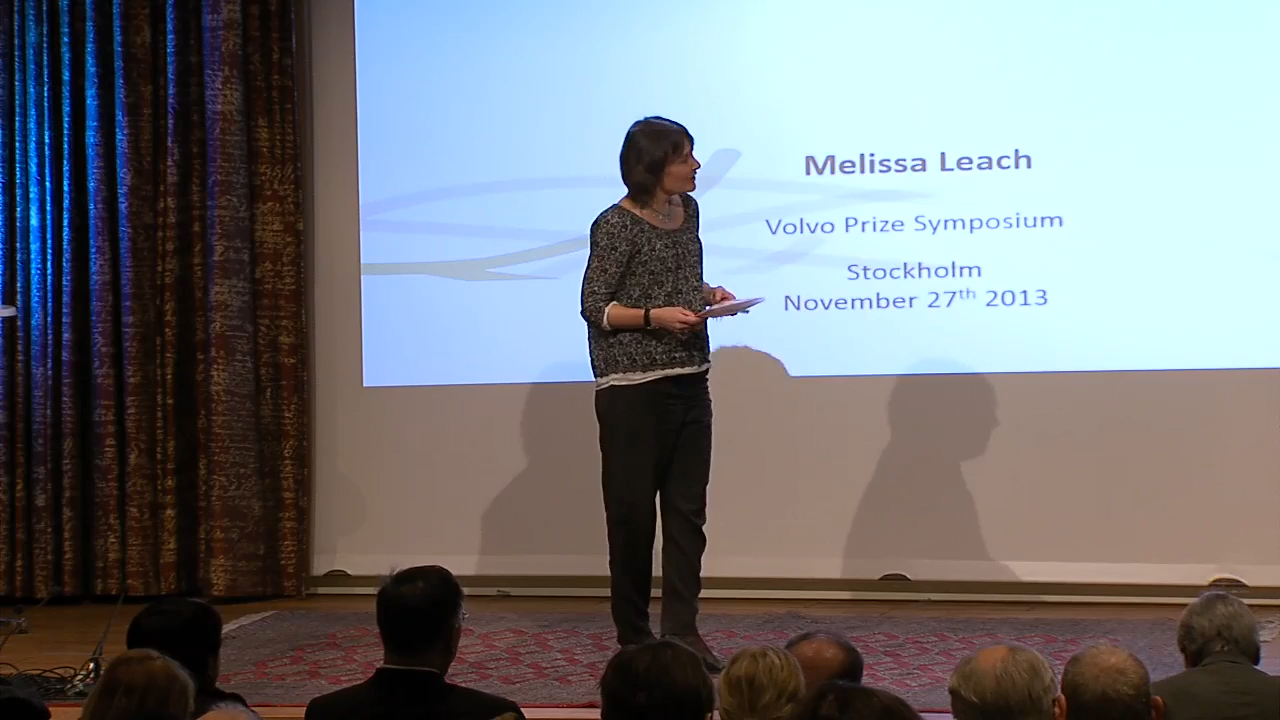 Melissa Leach
Volvo Prize Symposium
Stockholm
November 27th 2013